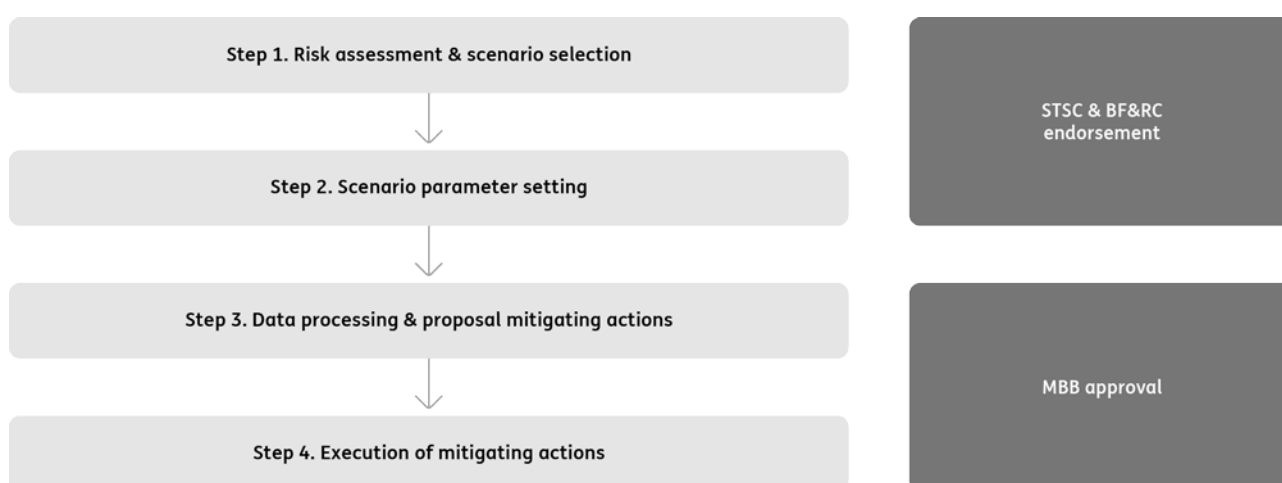 Step 1. Risk assessment & scenario selection
STSC & BF&RC
endorsement
Step 2. Scenario parameter setting
Step 3. Data processing & proposal mitigating actions
MBB approval
Step 4. Execution of mitigating actions